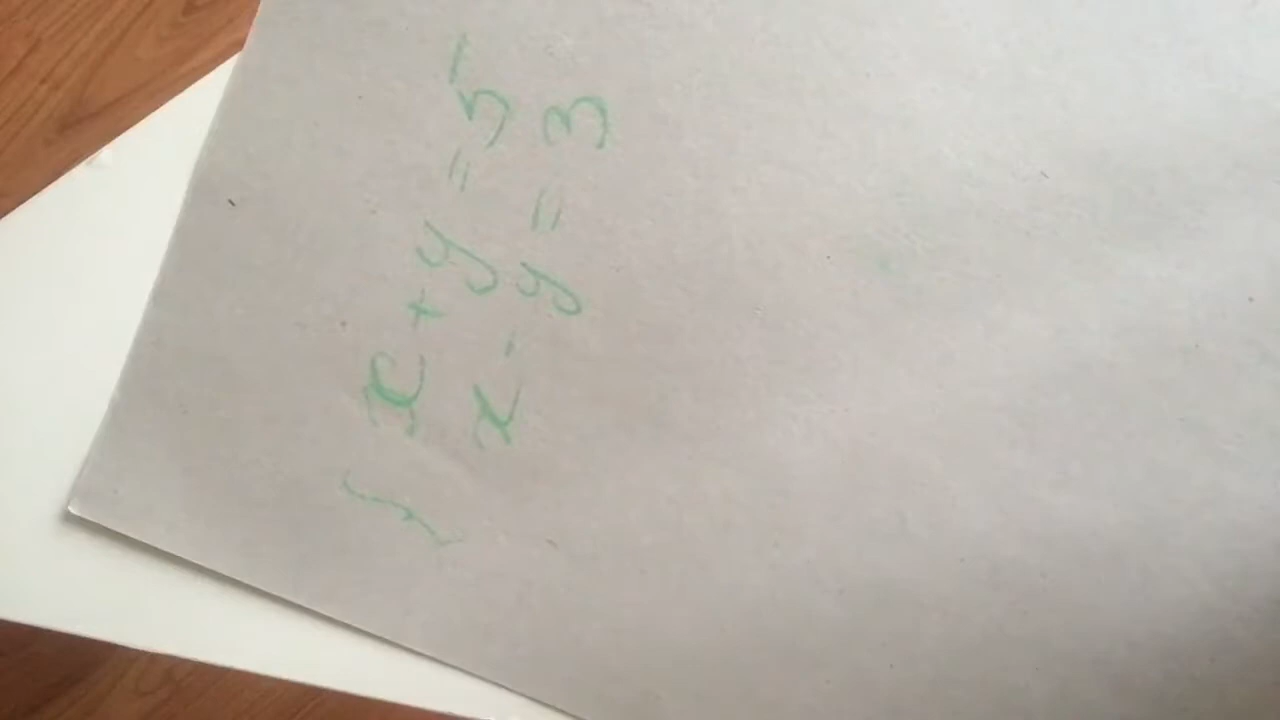 { x + y = 5
x - y = 3